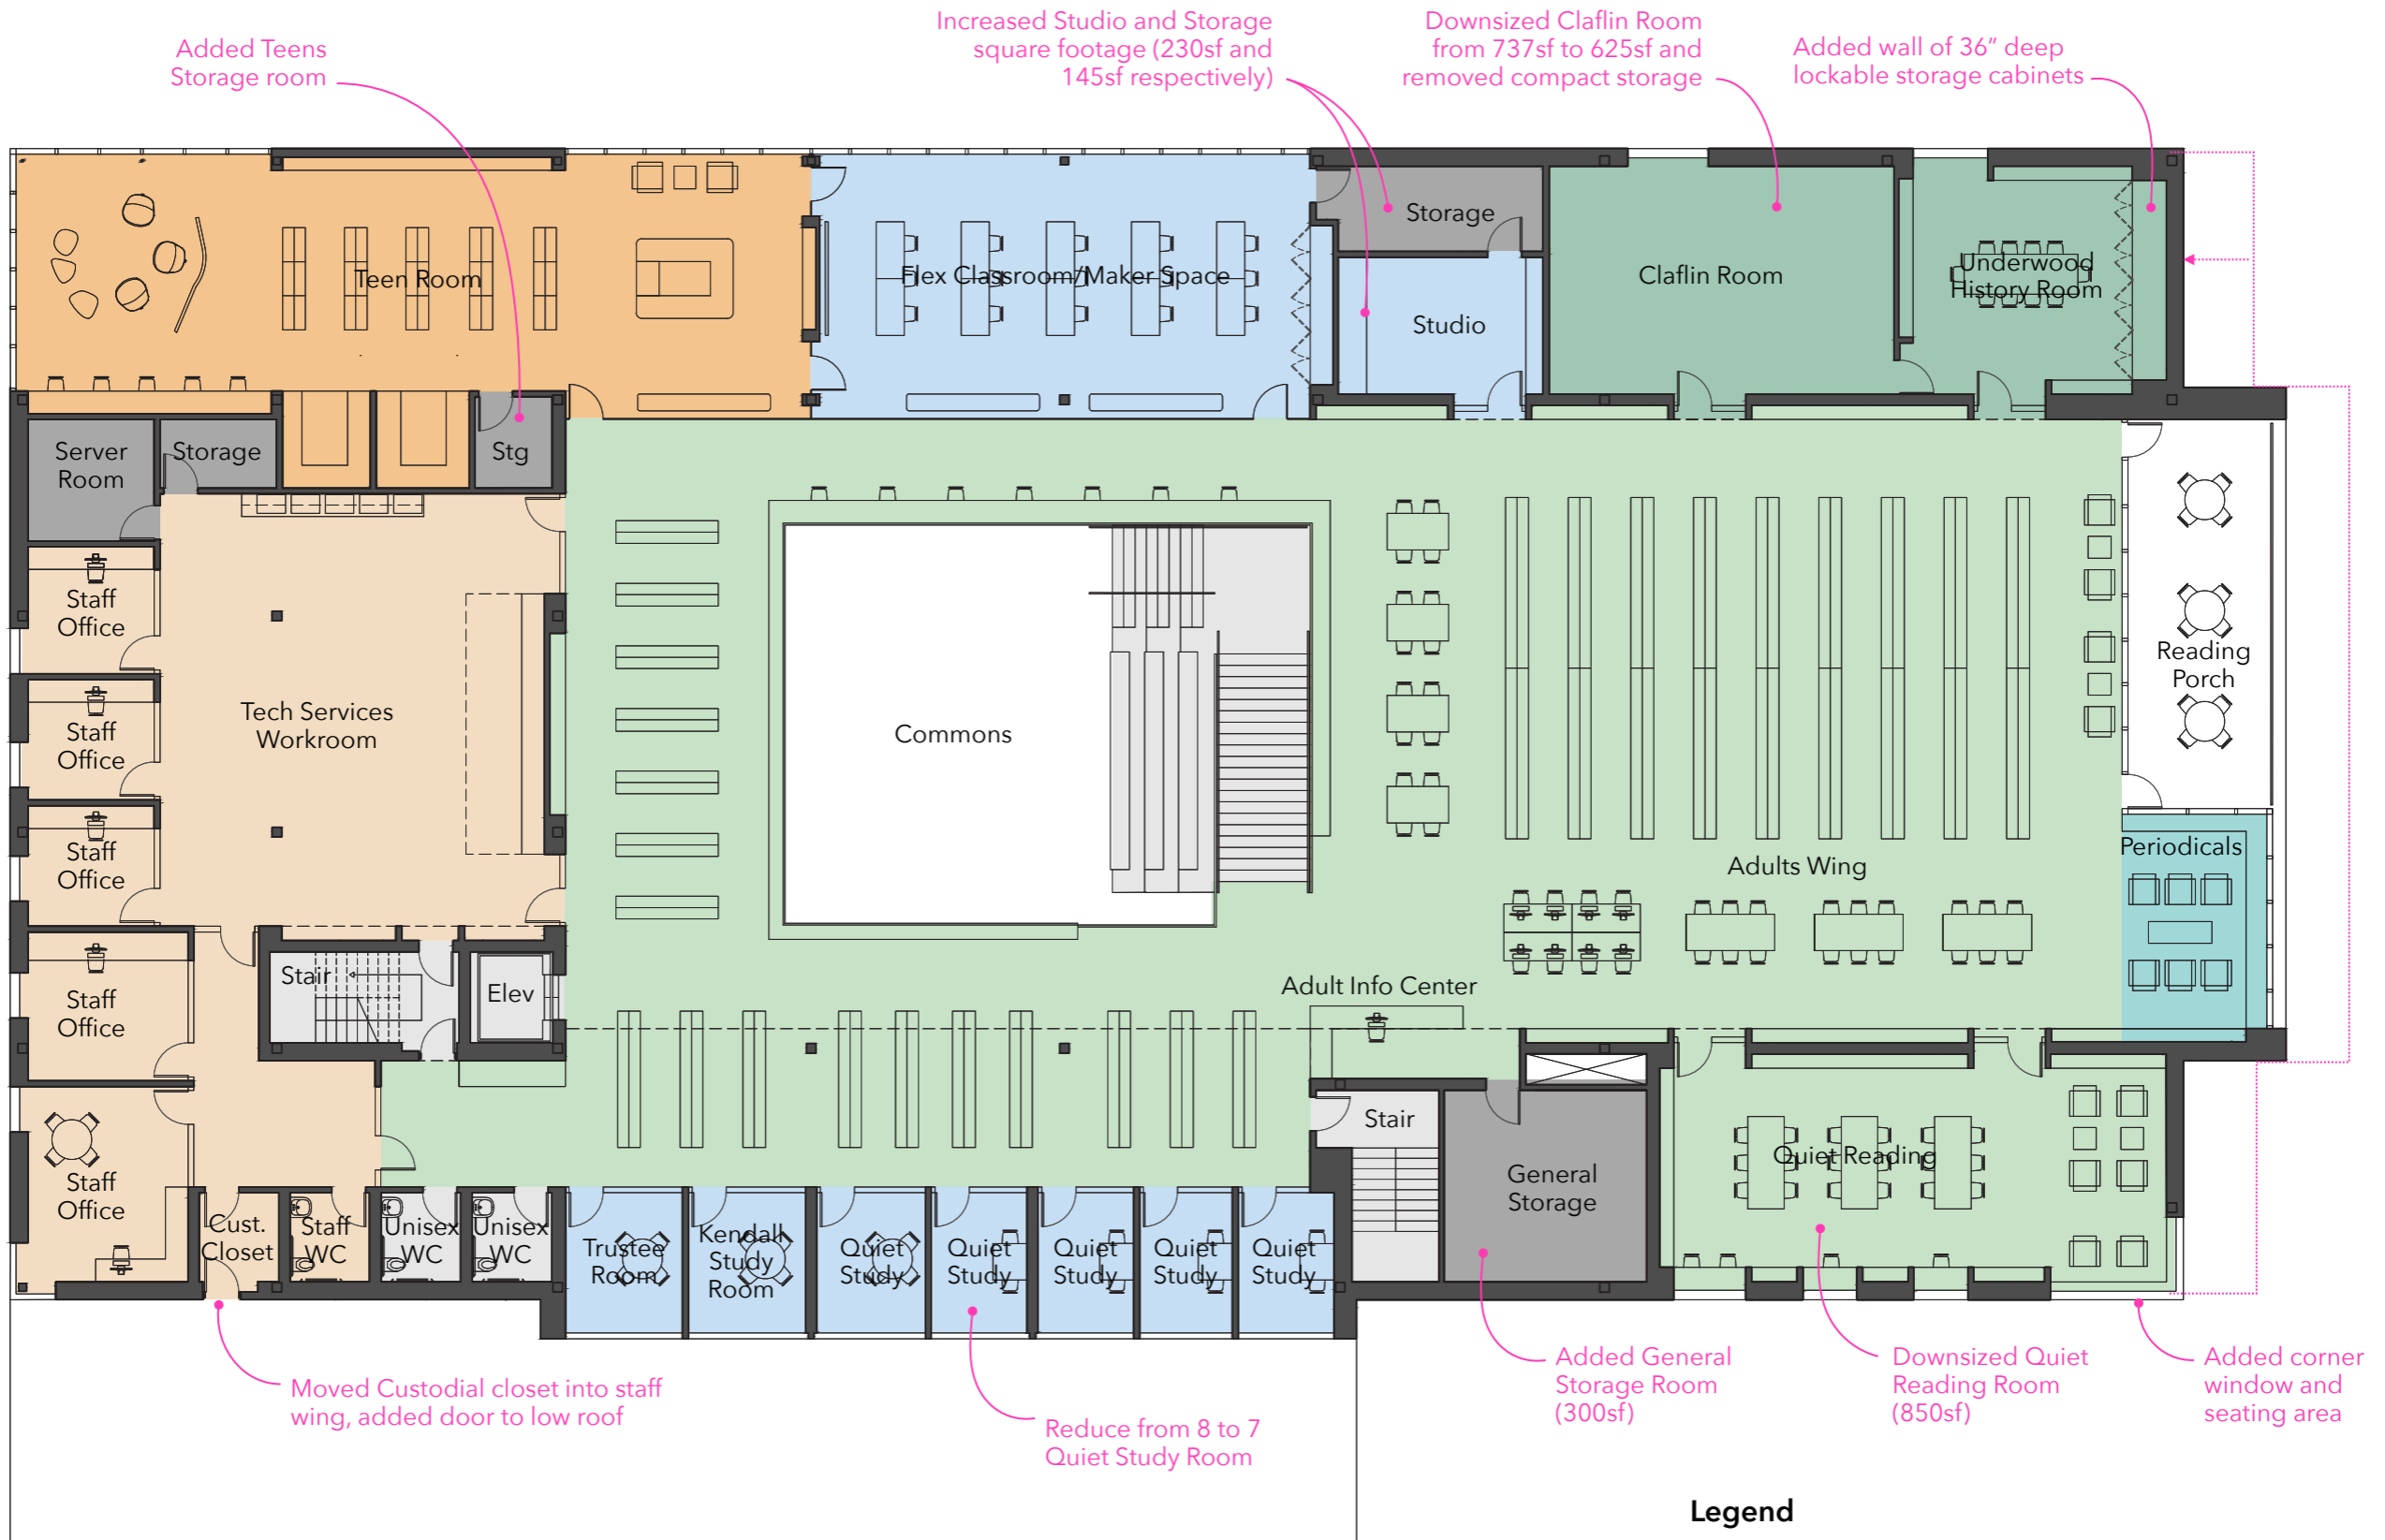 Added Teens
Storage room
Increased Studio and Storage
square footage (230sf and
145sf respectively)
Downsized Claflin Room
from 737sf to 625sf and
removed compact storage
Added wall of 36" deep
lockable storage cabinets
Teen Room
Flex Classroom/Maker Space
Storage
Studio
Claflin Room
Underwood
History Room
Server
Room
Storage
Stg
Staff
Office
Staff
Office
Staff
Office
Staff
Office
Staff
Office
Tech Services
Workroom
Commons
Reading
Porch
Periodicals
Adults Wing
Adult Info Center
Stair
Elev
Stair
General
Storage
Quiet Reading
Cust.
Closet
Staff
WC
Unisex
WC
Unisex
WC
Trustee
Room
Kendall
Study
Room
Quiet
Study
Quiet
Study
Quiet
Study
Quiet
Study
Quiet
Study
Moved Custodial closet into staff
wing, added door to low roof
Reduce from 8 to 7
Quiet Study Room
Added General
Storage Room
(300sf)
Downsized Quiet
Reading Room
(850sf)
Added corner
window and
seating area
Legend